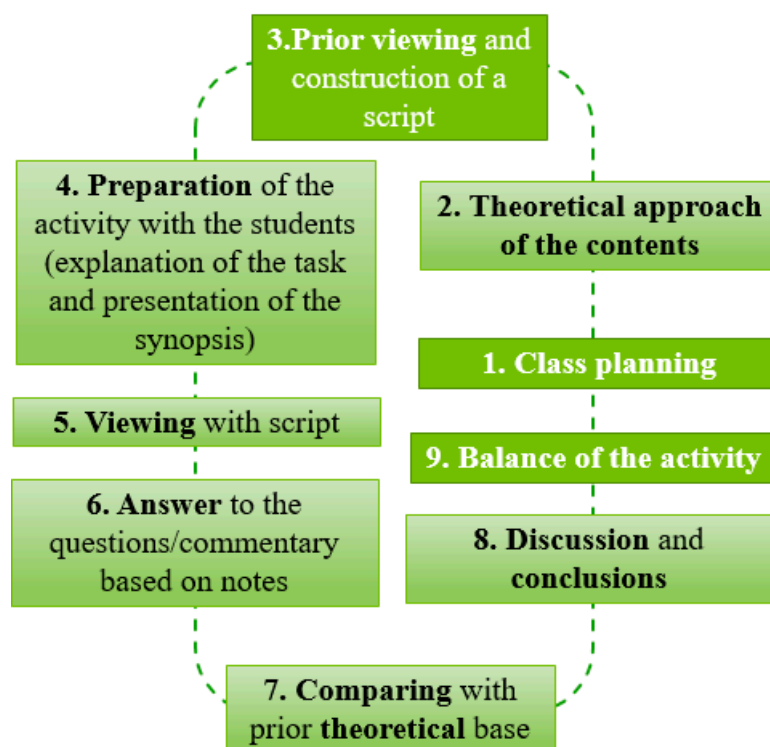 3.Prior viewing and
construction of a
script
4. Preparation of the
activity with the students
(explanation of the task
and presentation of the
synopsis)
2. Theoretical approach
of the contents
1. Class planning
5. Viewing with script
9. Balance of the activity
6. Answer to the
questions/commentary
based on notes
8. Discussion and
conclusions
7. Comparing with
prior theoretical base